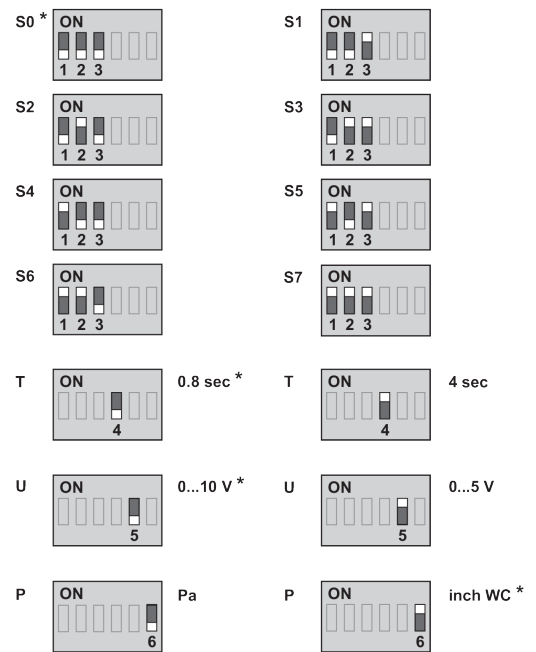 S0 * ON S1 ON
1 2 3 1 2 3
S2 ON S3 ON
1 2 3 1 2 3
S4 ON S5 ON
1 2 3 1 2 3
S6 ON S7 ON
1 2 3 1 2 3
T ON 0.8 sec * T ON 4 sec
4 4
U ON 0...10 V * U ON 0...5 V
5 5
P ON Pa P ON inch WC *
6 6